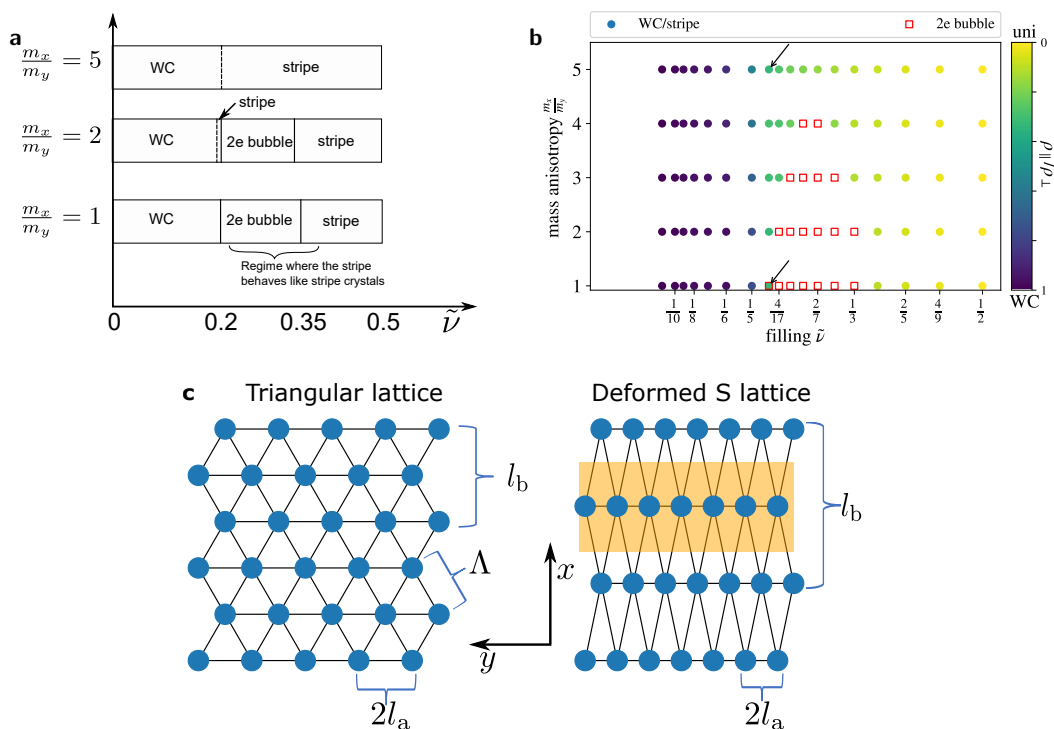 a
m_x/m_y = 5
WC
stripe
stripe
m_x/m_y = 2
WC
2e bubble
stripe
m_x/m_y = 1
WC
2e bubble
stripe
Regime where the stripe
behaves like stripe crystals
0
0.2
0.35
0.5
ν̃
b
WC/stripe
2e bubble
uni
5
4
3
2
1
mass anisotropy m_x/m_y
1/10
1/8
1/6
1/5
4/17
2/7
1/3
2/5
4/9
1/2
filling ν̃
0
1
WC
ρ∥/ρ⊥
c
Triangular lattice
Deformed S lattice
l_b
Λ
2l_a
x
y
l_b
2l_a